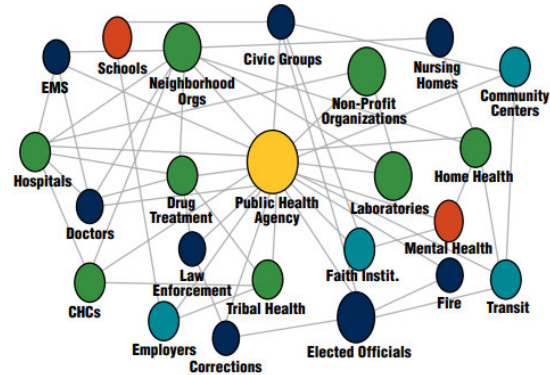 Schools
EMS
Neighborhood
Orgs
Civic Groups
Nursing
Homes
Community
Centers
Non-Profit
Organizations
Hospitals
Doctors
Drug
Treatment
Public Health
Agency
Laboratories
Home Health
Mental Health
Law
Enforcement
Faith Instit.
CHCs
Tribal Health
Fire
Transit
Employers
Corrections
Elected Officials